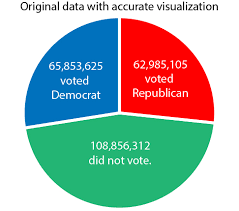 Original data with accurate visualization
65,853,625
voted
Democrat
62,985,105
voted
Republican
108,856,312
did not vote.